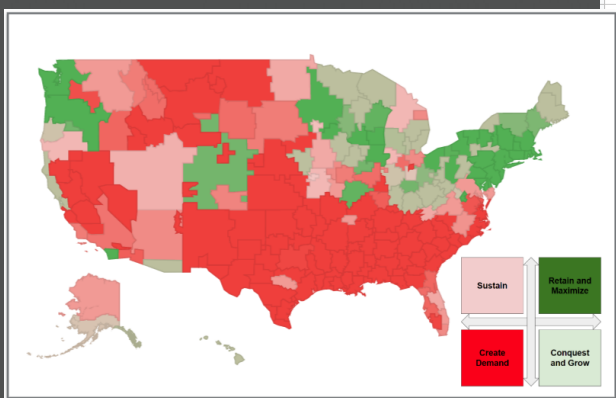 Sustain
Retain and
Maximize
Create
Demand
Conquest
and Grow